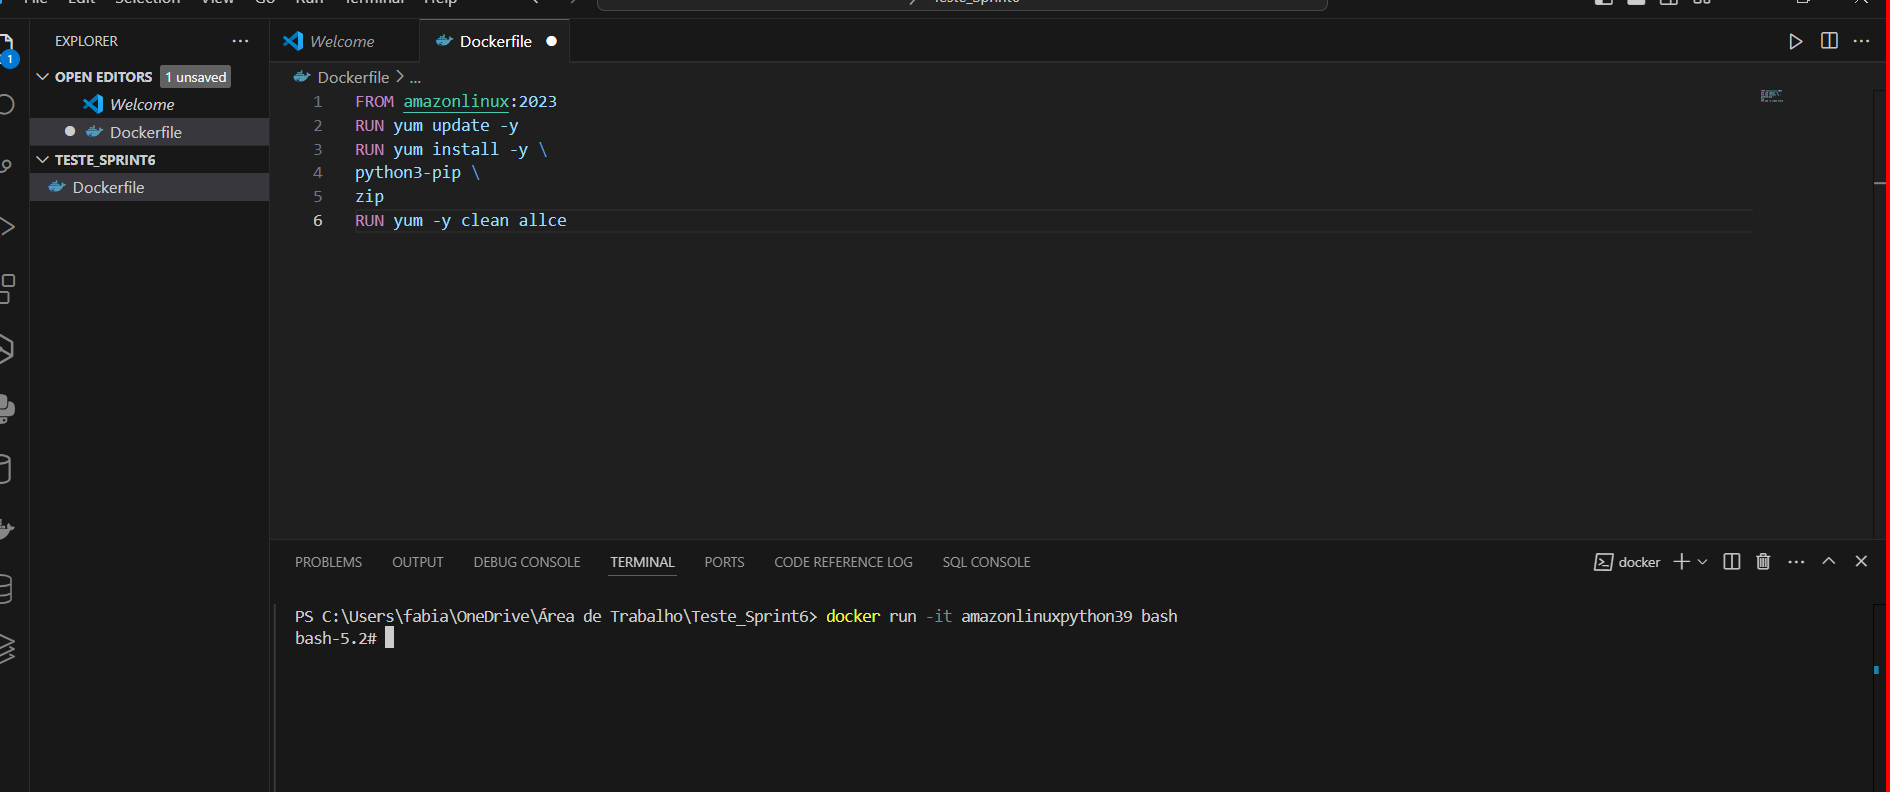 File Edit Selection View Go Run Terminal Help
Teste_Sprint6
1
EXPLORER ...
OPEN EDITORS 1 unsaved
Welcome
Dockerfile
TESTE_SPRINT6
Dockerfile
Welcome
Dockerfile
Dockerfile > ...
1 FROM amazonlinux:2023
2 RUN yum update -y
3 RUN yum install -y \
4 python3-pip \
5 zip
6 RUN yum -y clean allce
PROBLEMS OUTPUT DEBUG CONSOLE TERMINAL PORTS CODE REFERENCE LOG SQL CONSOLE
docker
PS C:\Users\fabia\OneDrive\Área de Trabalho\Teste_Sprint6> docker run -it amazonlinuxpython39 bash
bash-5.2#